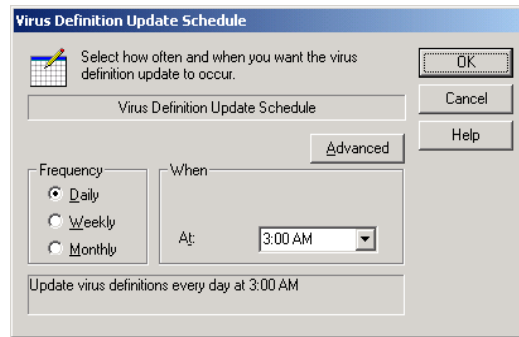 Virus Definition Update Schedule
Select how often and when you want the virus
definition update to occur.
OK
Virus Definition Update Schedule
Cancel
Advanced
Help
Frequency
When
Daily
Weekly
At:
3:00 AM
Monthly
Update virus definitions every day at 3:00 AM